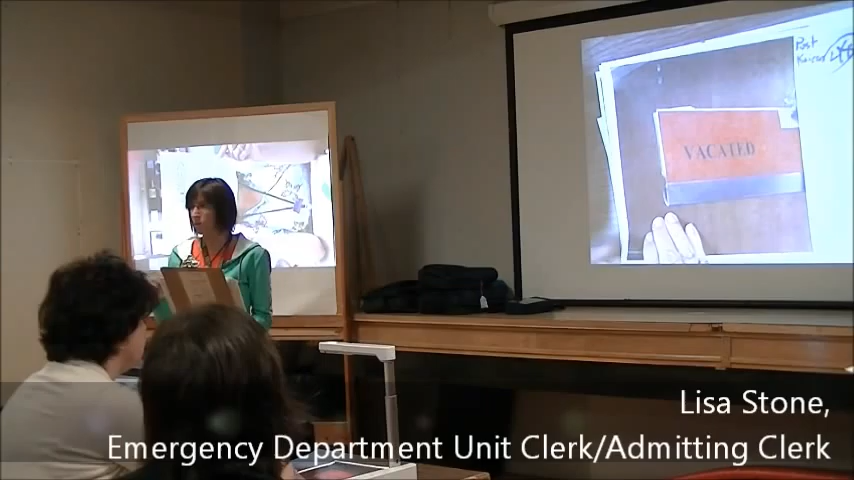 Post
VACATED
Lisa Stone,
Emergency Department Unit Clerk/Admitting Clerk